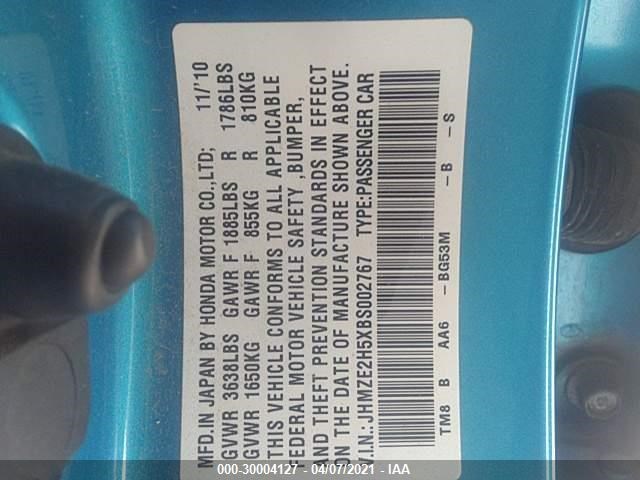 MFD.IN JAPAN BY HONDA MOTOR CO.,LTD; 11/'10
GVWR 3638LBS GAWR F 1885LBS R 1786LBS
GVWR 1650KG GAWR F 855KG R 810KG
THIS VEHICLE CONFORMS TO ALL APPLICABLE
FEDERAL MOTOR VEHICLE SAFETY ,BUMPER,
AND THEFT PREVENTION STANDARDS IN EFFECT
ON THE DATE OF MANUFACTURE SHOWN ABOVE.
V.I.N.: JHMZE2H5XBS002767 TYPE:PASSENGER CAR
TM8 B AA6 -BG53M -B -S
000-30004127 - 04/07/2021 - IAA